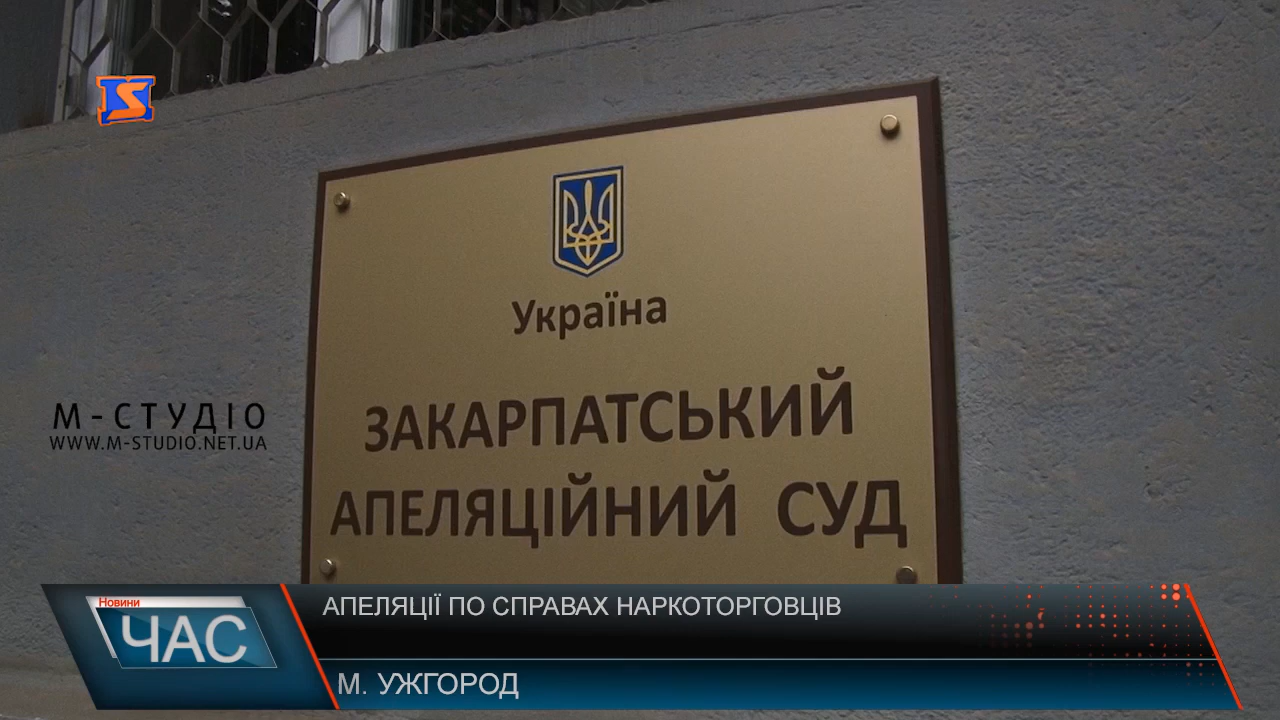 Україна
ЗАКАРПАТСЬКИЙ
АПЕЛЯЦІЙНИЙ СУД
М-СТУДІО
WWW.M-STUDIO.NET.UA
Новини
ЧАС
АПЕЛЯЦІЇ ПО СПРАВАХ НАРКОТОРГОВЦІВ
М. УЖГОРОД